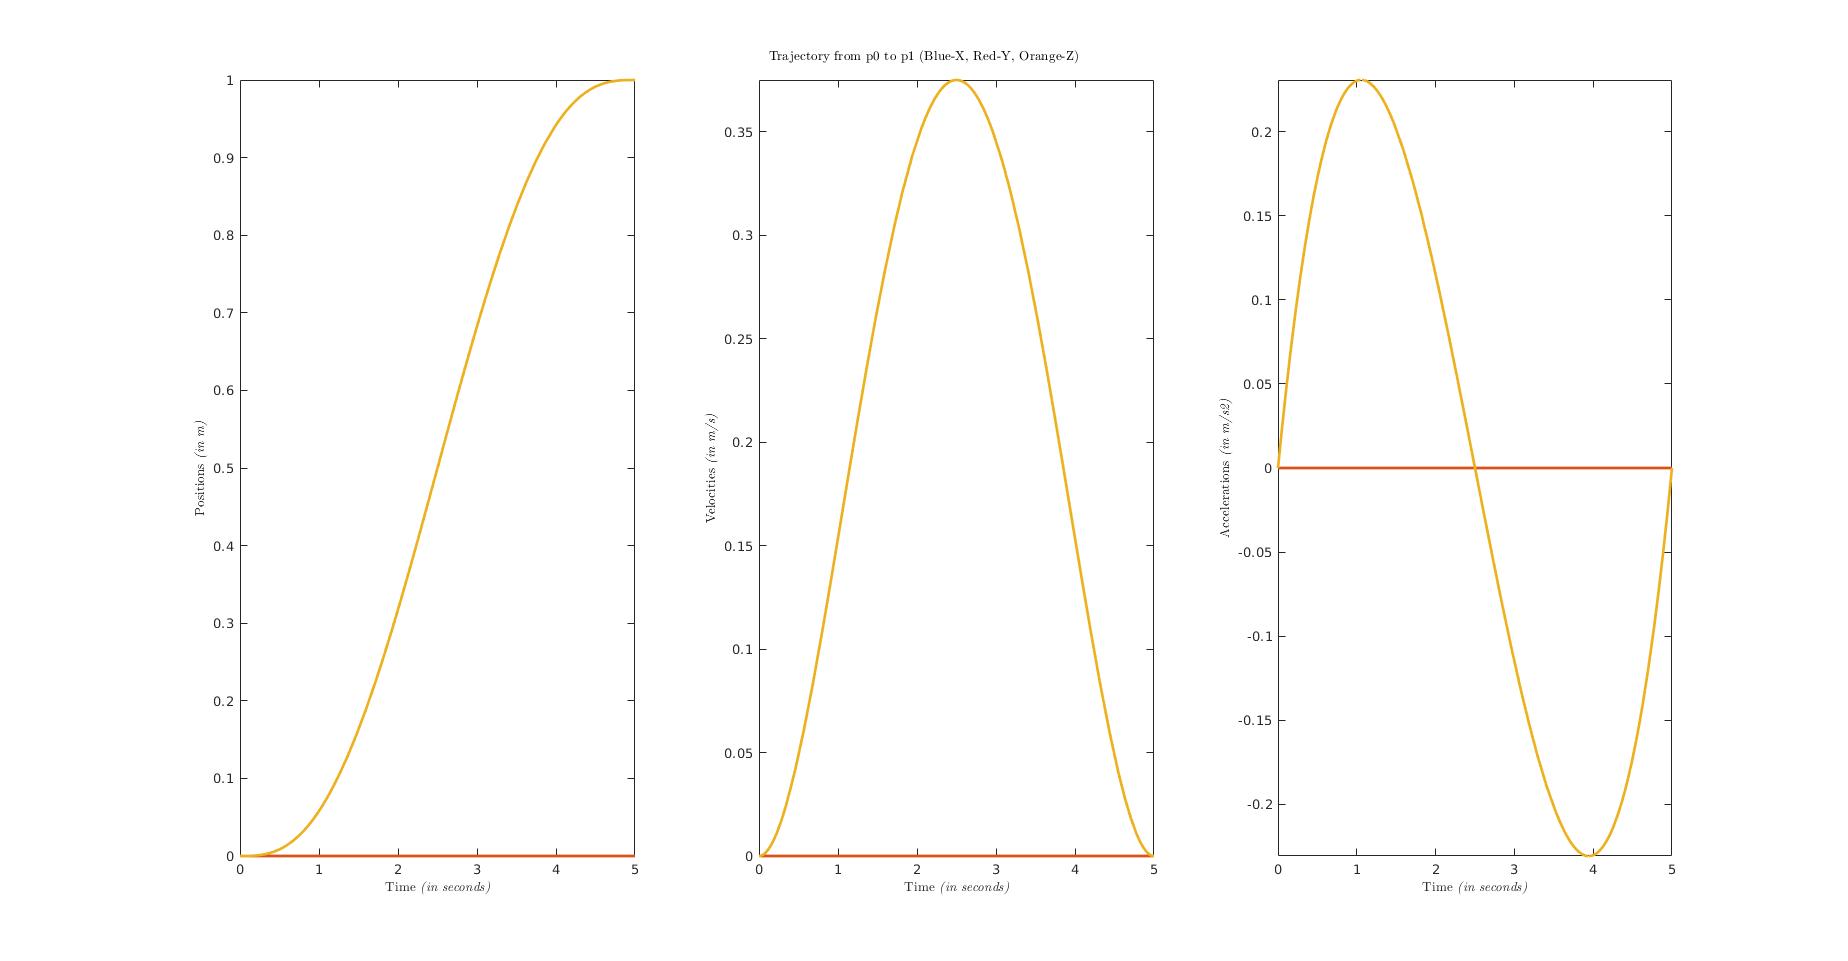 Trajectory from p0 to p1 (Blue-X, Red-Y, Orange-Z)
1
0.9
0.8
0.7
0.6
0.5
0.4
0.3
0.2
0.1
0
Positions (in m)
0 1 2 3 4 5
Time (in seconds)
0.35
0.3
0.25
0.2
0.15
0.1
0.05
0
Velocities (in m/s)
0 1 2 3 4 5
Time (in seconds)
0.2
0.15
0.1
0.05
0
-0.05
-0.1
-0.15
-0.2
Accelerations (in m/s2)
0 1 2 3 4 5
Time (in seconds)